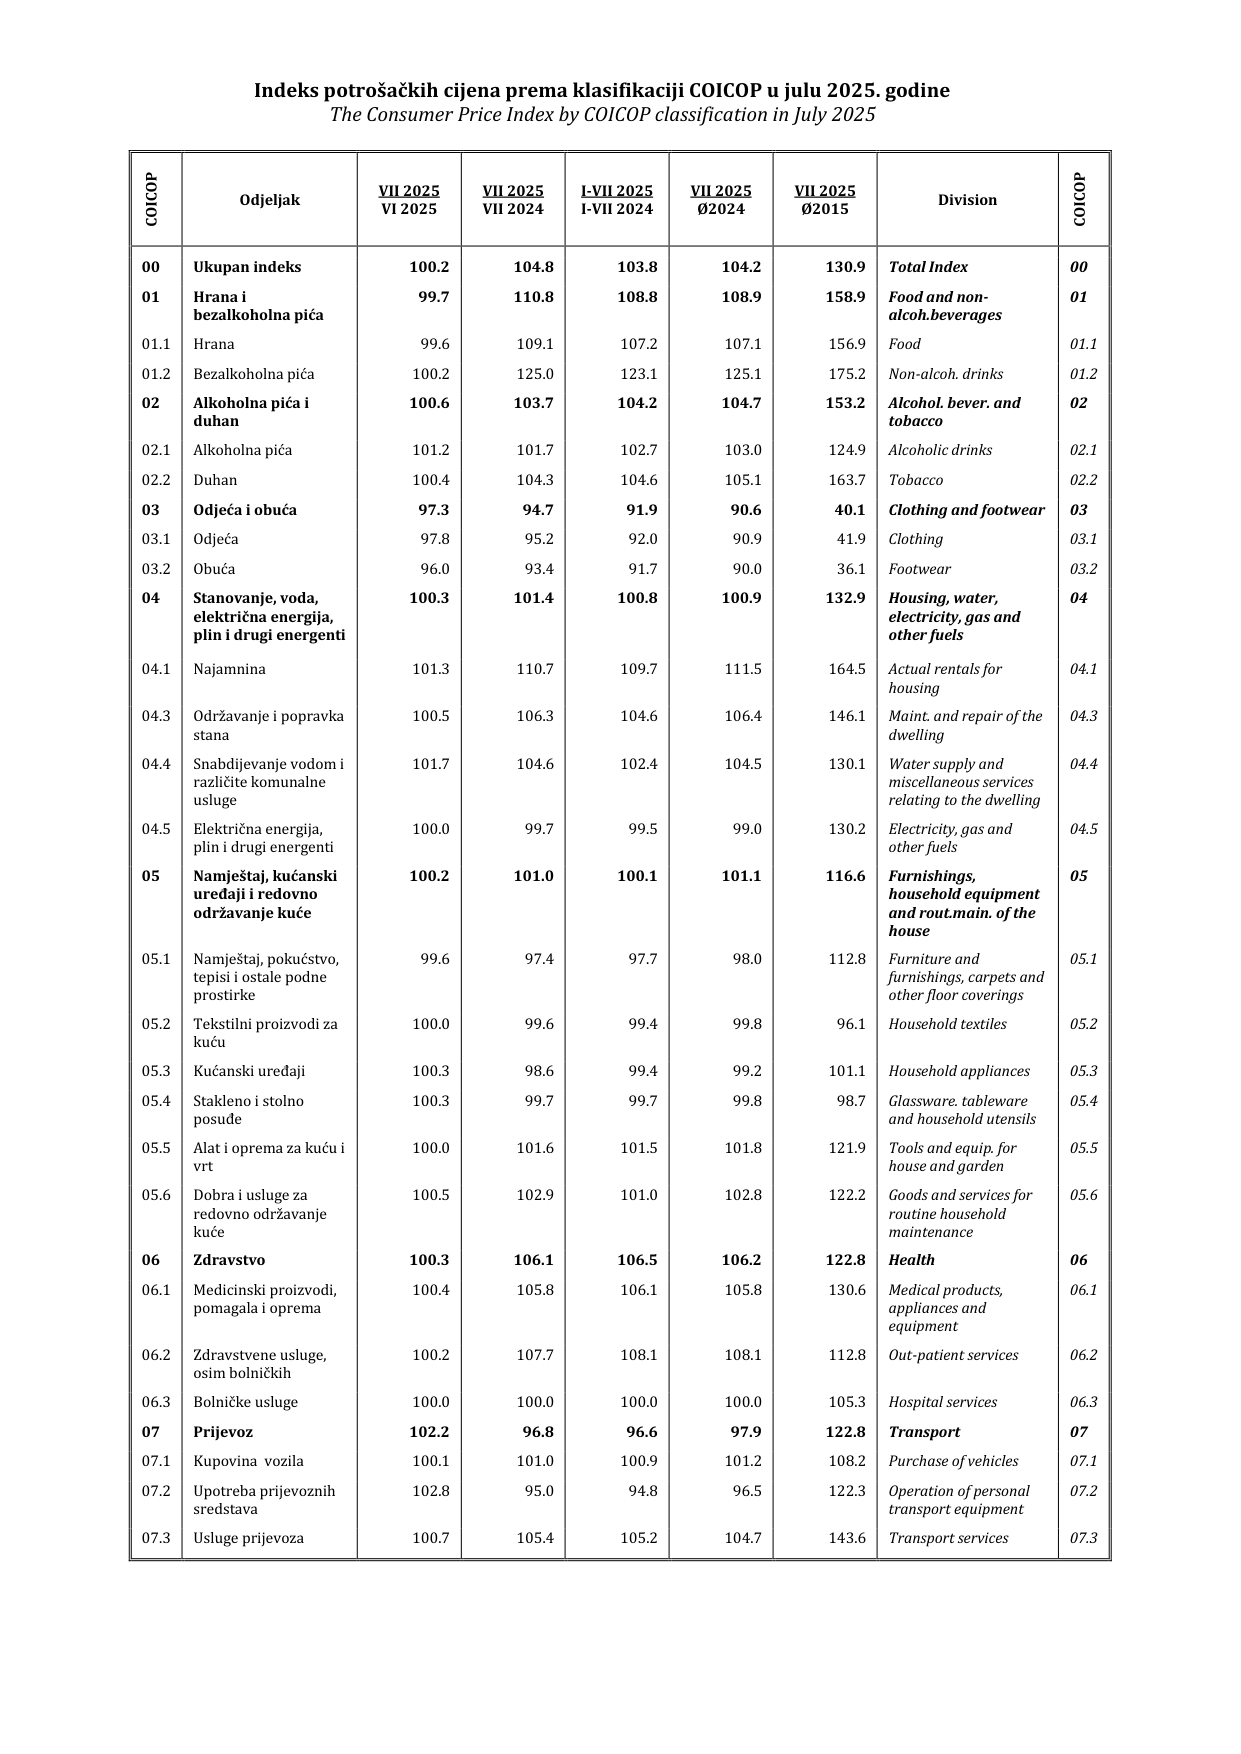 Indeks potrošačkih cijena prema klasifikaciji COICOP u julu 2025. godine
The Consumer Price Index by COICOP classification in July 2025
COICOP Odjeljak VII 2025 VII 2025 I-VII 2025 VII 2025 VII 2025 Division COICOP
VI 2025 VII 2024 I-VII 2024 Ø2024 Ø2015
00 Ukupan indeks 100.2 104.8 103.8 104.2 130.9 Total Index 00
01 Hrana i 99.7 110.8 108.8 108.9 158.9 Food and non- 01
bezalkoholna pića alcoh.beverages
01.1 Hrana 99.6 109.1 107.2 107.1 156.9 Food 01.1
01.2 Bezalkoholna pića 100.2 125.0 123.1 125.1 175.2 Non-alcoh. drinks 01.2
02 Alkoholna pića i 100.6 103.7 104.2 104.7 153.2 Alcohol. bever. and 02
duhan tobacco
02.1 Alkoholna pića 101.2 101.7 102.7 103.0 124.9 Alcoholic drinks 02.1
02.2 Duhan 100.4 104.3 104.6 105.1 163.7 Tobacco 02.2
03 Odjeća i obuća 97.3 94.7 91.9 90.6 40.1 Clothing and footwear 03
03.1 Odjeća 97.8 95.2 92.0 90.9 41.9 Clothing 03.1
03.2 Obuća 96.0 93.4 91.7 90.0 36.1 Footwear 03.2
04 Stanovanje, voda, 100.3 101.4 100.8 100.9 132.9 Housing, water, 04
električna energija, electricity, gas and
plin i drugi energenti other fuels
04.1 Najamnina 101.3 110.7 109.7 111.5 164.5 Actual rentals for 04.1
housing
04.3 Održavanje i popravka 100.5 106.3 104.6 106.4 146.1 Maint. and repair of the 04.3
stana dwelling
04.4 Snabdijevanje vodom i 101.7 104.6 102.4 104.5 130.1 Water supply and 04.4
različite komunalne miscellaneous services
usluge relating to the dwelling
04.5 Električna energija, 100.0 99.7 99.5 99.0 130.2 Electricity, gas and 04.5
plin i drugi energenti other fuels
05 Namještaj, kućanski 100.2 101.0 100.1 101.1 116.6 Furnishings, 05
uređaji i redovno household equipment
održavanje kuće and rout.main. of the
house
05.1 Namještaj, pokućstvo, 99.6 97.4 97.7 98.0 112.8 Furniture and 05.1
tepisi i ostale podne furnishings, carpets and
prostirke other floor coverings
05.2 Tekstilni proizvodi za 100.0 99.6 99.4 99.8 96.1 Household textiles 05.2
kuću
05.3 Kućanski uređaji 100.3 98.6 99.4 99.2 101.1 Household appliances 05.3
05.4 Stakleno i stolno 100.3 99.7 99.7 99.8 98.7 Glassware. tableware 05.4
posuđe and household utensils
05.5 Alat i oprema za kuću i 100.0 101.6 101.5 101.8 121.9 Tools and equip. for 05.5
vrt house and garden
05.6 Dobra i usluge za 100.5 102.9 101.0 102.8 122.2 Goods and services for 05.6
redovno održavanje routine household
kuće maintenance
06 Zdravstvo 100.3 106.1 106.5 106.2 122.8 Health 06
06.1 Medicinski proizvodi, 100.4 105.8 106.1 105.8 130.6 Medical products, 06.1
pomagala i oprema appliances and
equipment
06.2 Zdravstvene usluge, 100.2 107.7 108.1 108.1 112.8 Out-patient services 06.2
osim bolničkih
06.3 Bolničke usluge 100.0 100.0 100.0 100.0 105.3 Hospital services 06.3
07 Prijevoz 102.2 96.8 96.6 97.9 122.8 Transport 07
07.1 Kupovina vozila 100.1 101.0 100.9 101.2 108.2 Purchase of vehicles 07.1
07.2 Upotreba prijevoznih 102.8 95.0 94.8 96.5 122.3 Operation of personal 07.2
sredstava transport equipment
07.3 Usluge prijevoza 100.7 105.4 105.2 104.7 143.6 Transport services 07.3